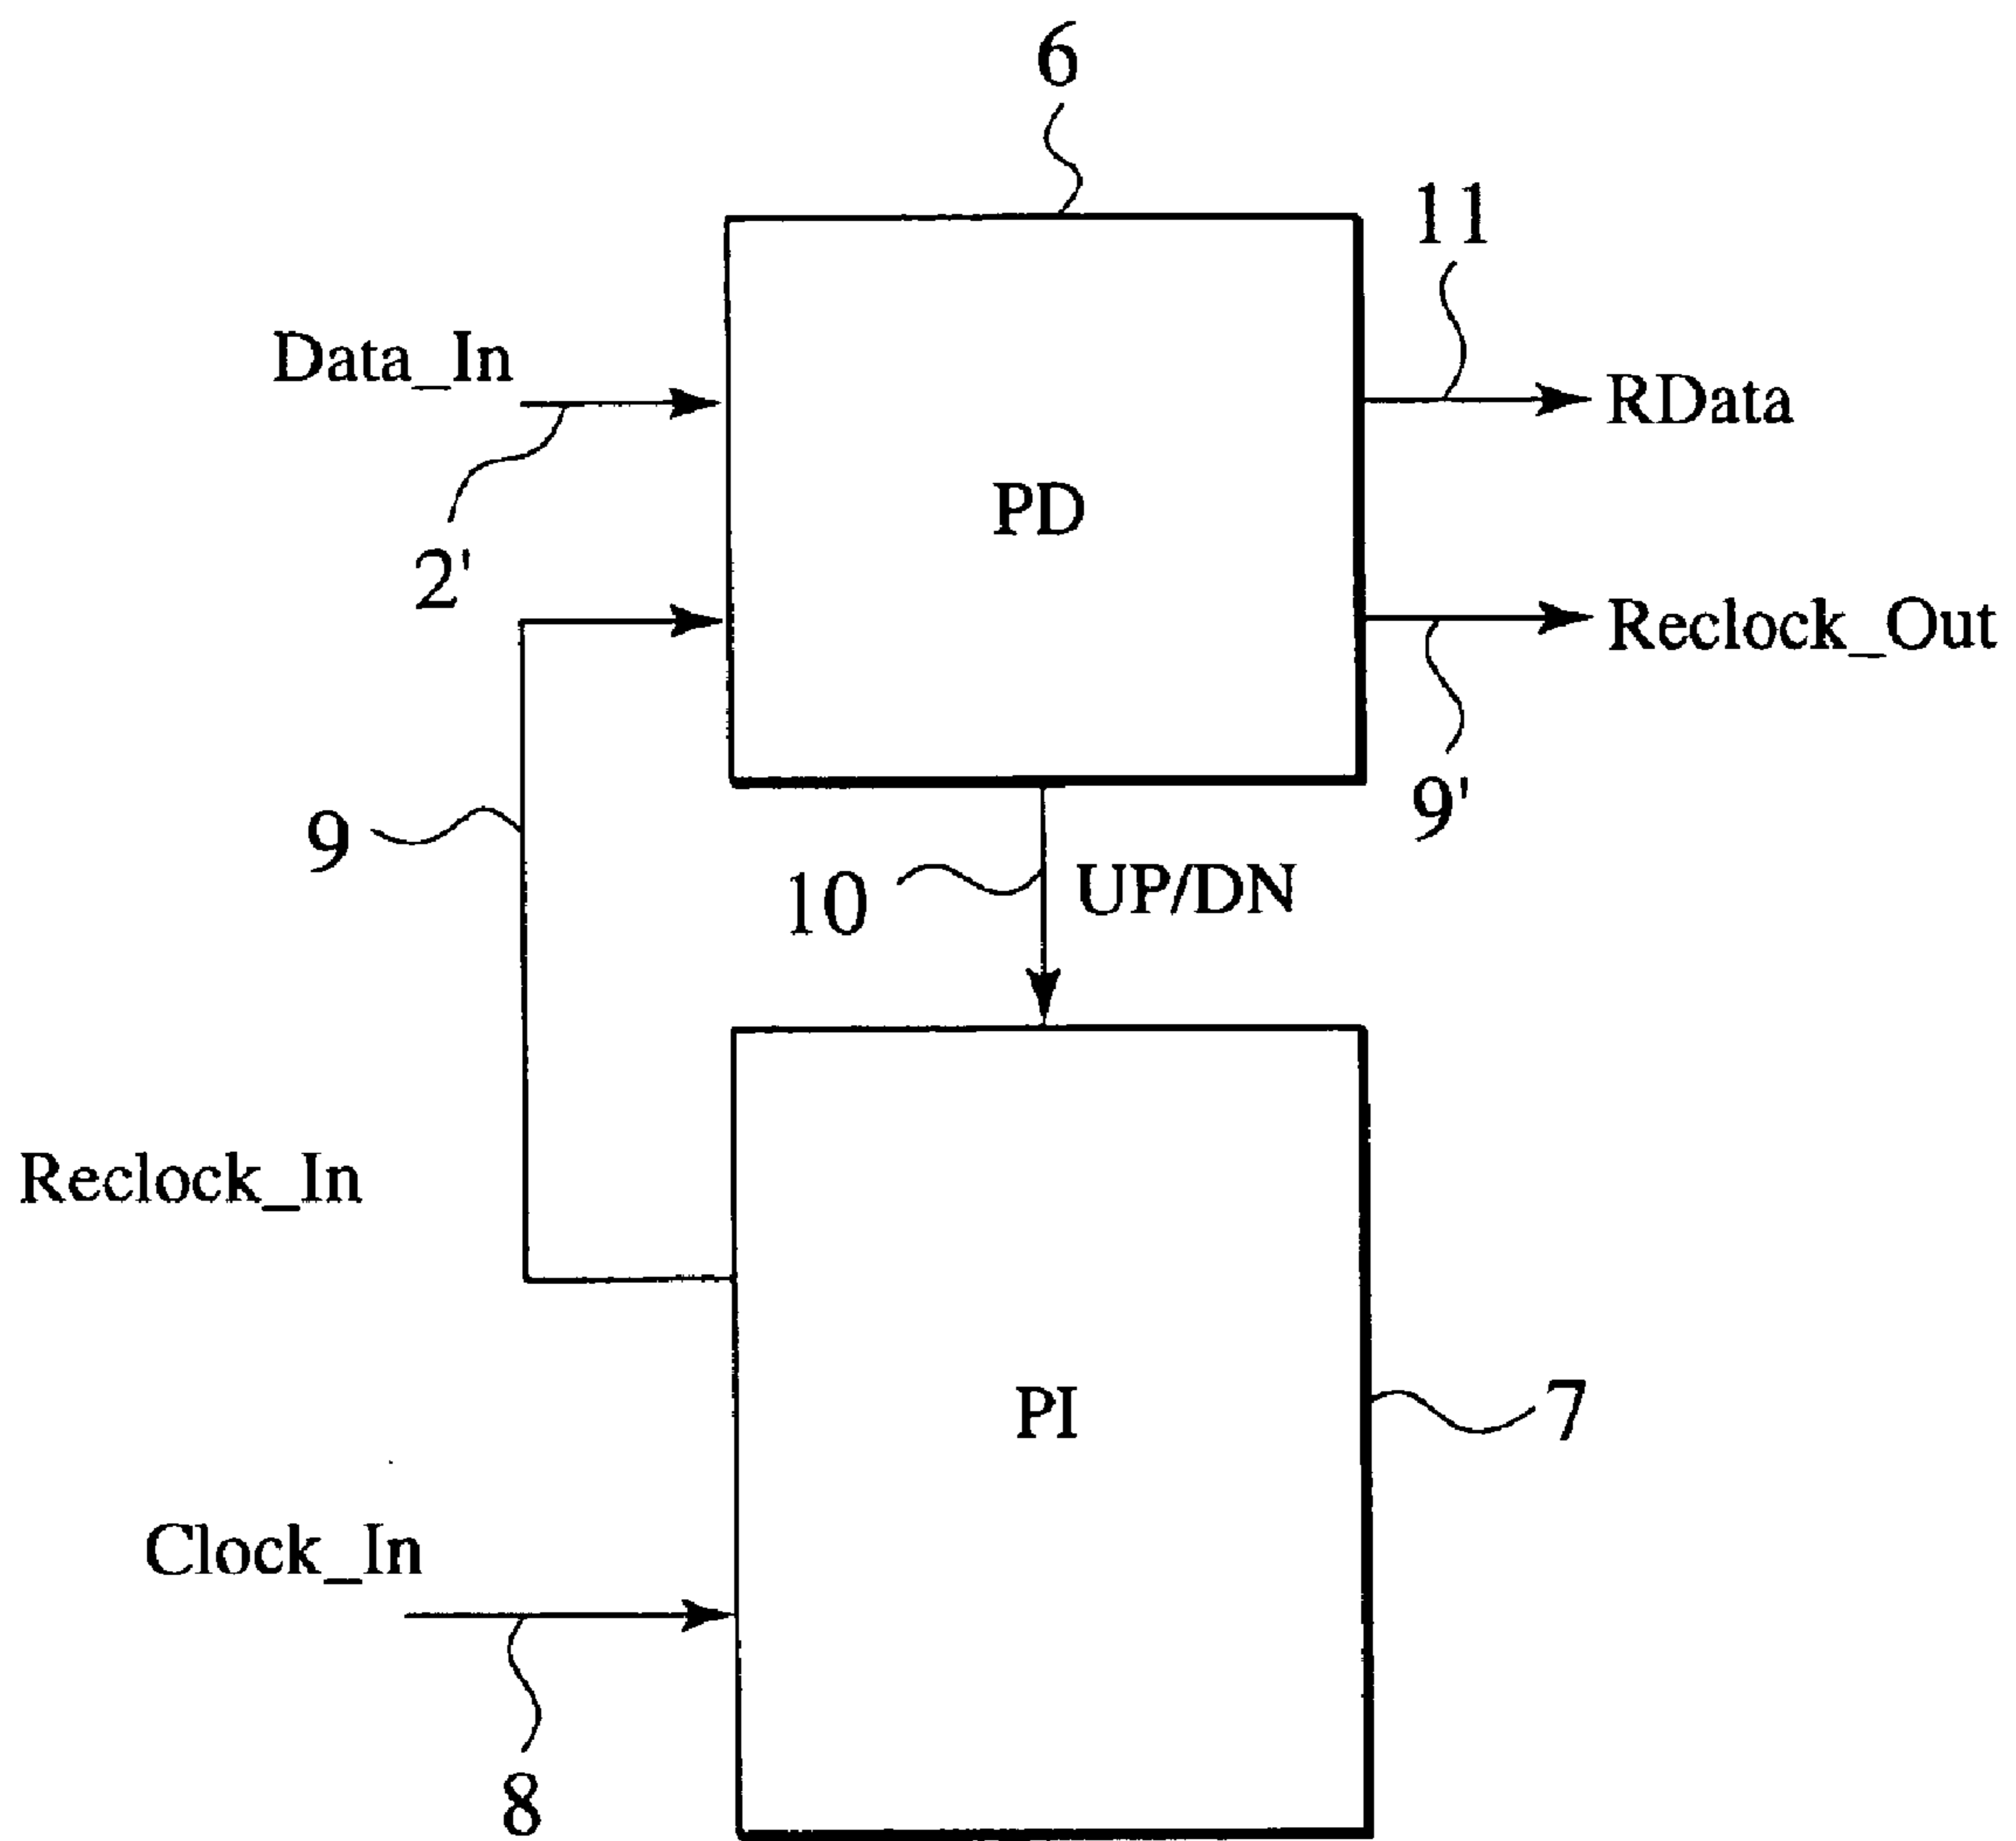 6
11
Data_In
RData
PD
2'
Reclock_Out
9
9'
10
UP/DN
Reclock_In
PI
7
Clock_In
8